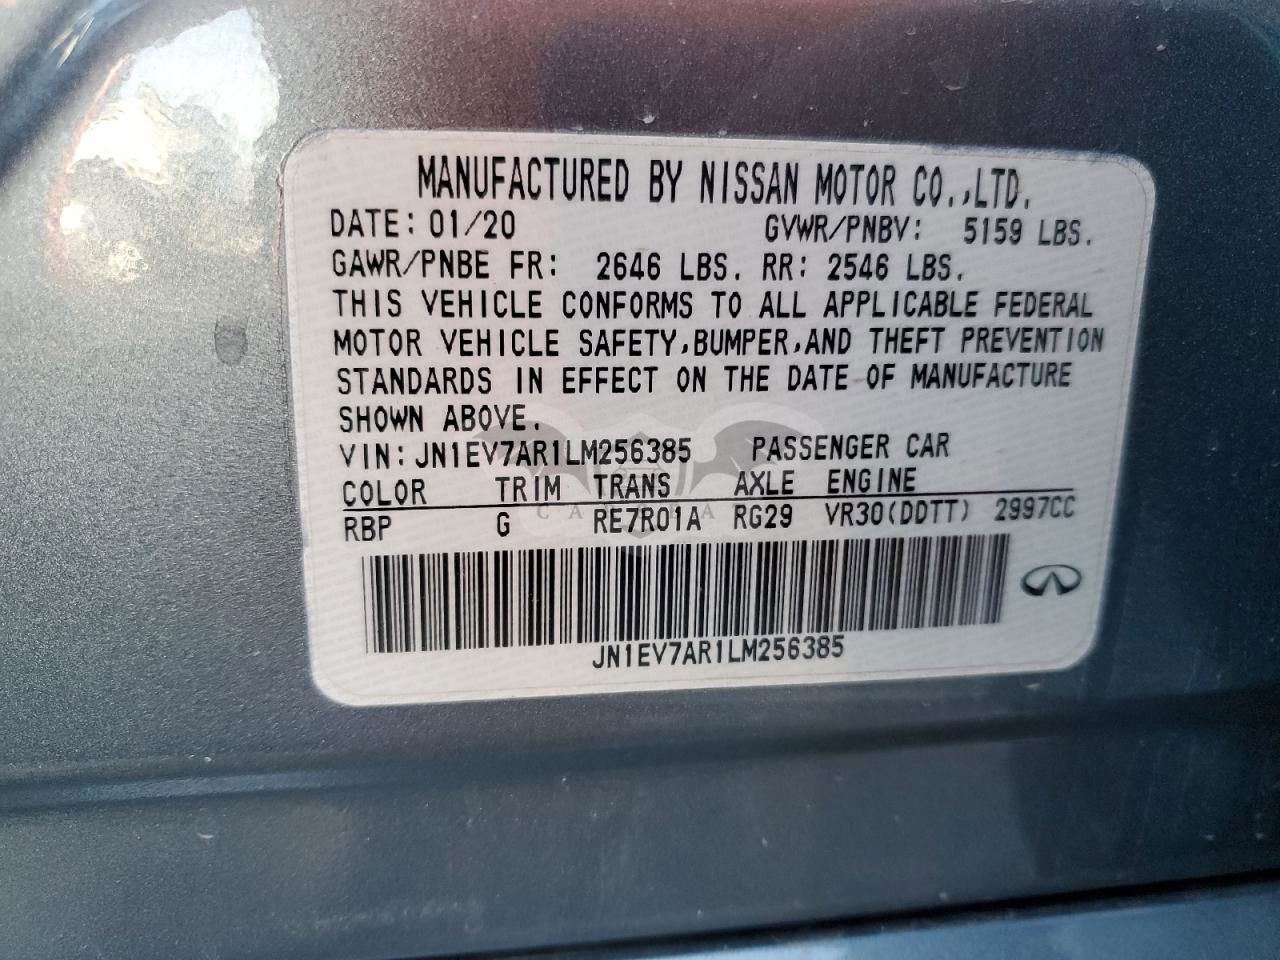 MANUFACTURED BY NISSAN MOTOR CO.,LTD.
DATE: 01/20 GVWR/PNBV: 5159 LBS.
GAWR/PNBE FR: 2646 LBS. RR: 2546 LBS.
THIS VEHICLE CONFORMS TO ALL APPLICABLE FEDERAL
MOTOR VEHICLE SAFETY,BUMPER,AND THEFT PREVENTION
STANDARDS IN EFFECT ON THE DATE OF MANUFACTURE
SHOWN ABOVE.
VIN: JN1EV7AR1LM256385 PASSENGER CAR
COLOR TRIM TRANS AXLE ENGINE
RBP G RE7R01A RG29 VR30(DDTT) 2997CC
JN1EV7AR1LM256385